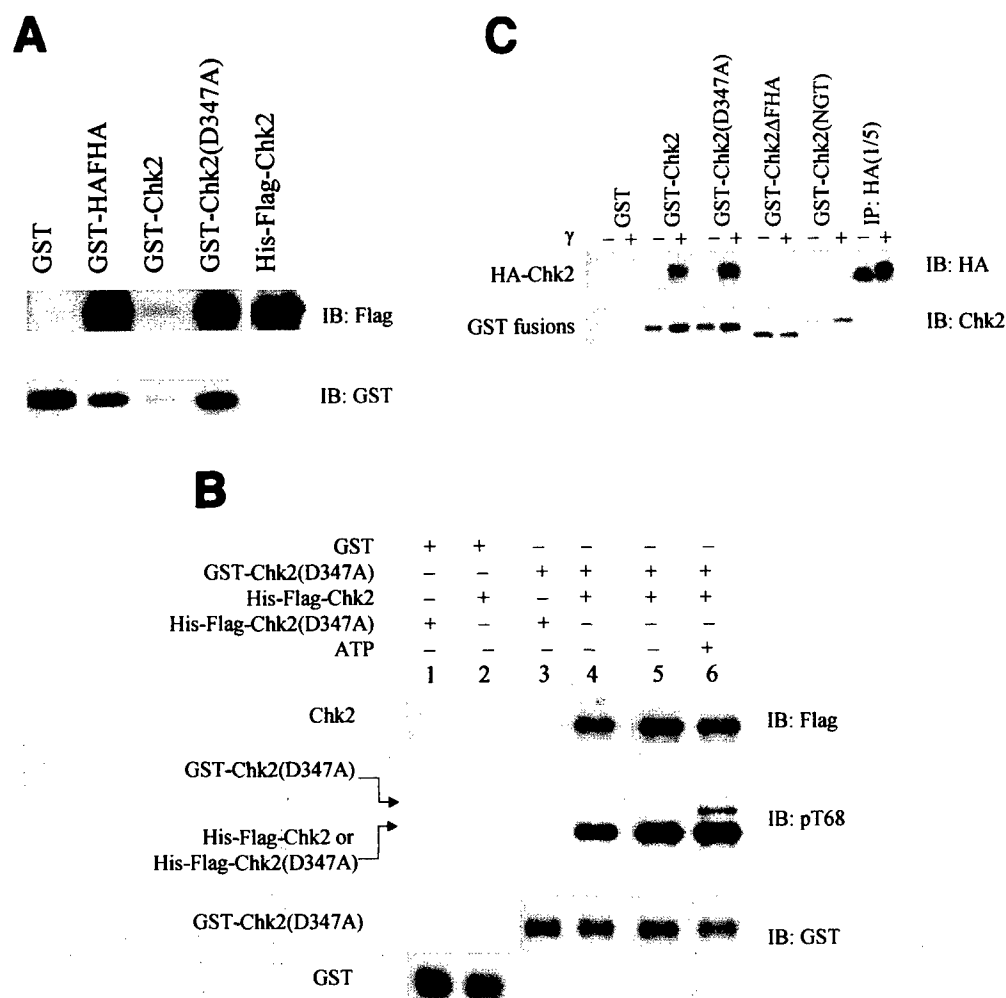 A
GST
GST-HAFHA
GST-Chk2
GST-Chk2(D347A)
His-Flag-Chk2
IB: Flag
IB: GST
C
GST
GST-Chk2
GST-Chk2(D347A)
GST-Chk2ΔFHA
GST-Chk2(NGT)
IP: HA(1/5)
γ – + – + – + – + – + – +
HA-Chk2 IB: HA
GST fusions IB: Chk2
B
GST + + – – – –
GST-Chk2(D347A) – – + + + +
His-Flag-Chk2 – + – + + +
His-Flag-Chk2(D347A) + – + – – –
ATP – – – – – +
1 2 3 4 5 6
Chk2 IB: Flag
GST-Chk2(D347A)
IB: pT68
His-Flag-Chk2 or
His-Flag-Chk2(D347A)
GST-Chk2(D347A) IB: GST
GST